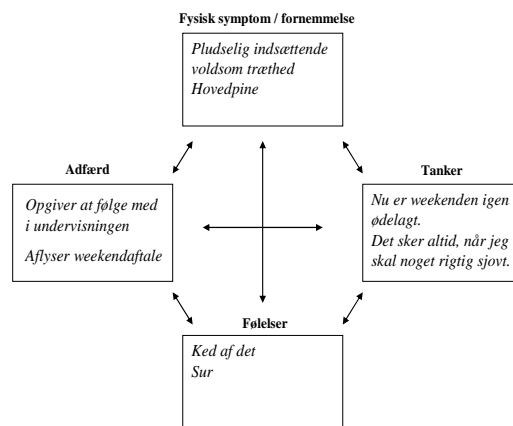 Fysisk symptom / fornemmelse
Pludselig indsættende
voldsom træthed
Hovedpine
Adfærd
Opgiver at følge med
i undervisningen
Aflyser weekendaftale
Tanker
Nu er weekenden igen
ødelagt.
Det sker altid, når jeg
skal noget rigtig sjovt.
Følelser
Ked af det
Sur